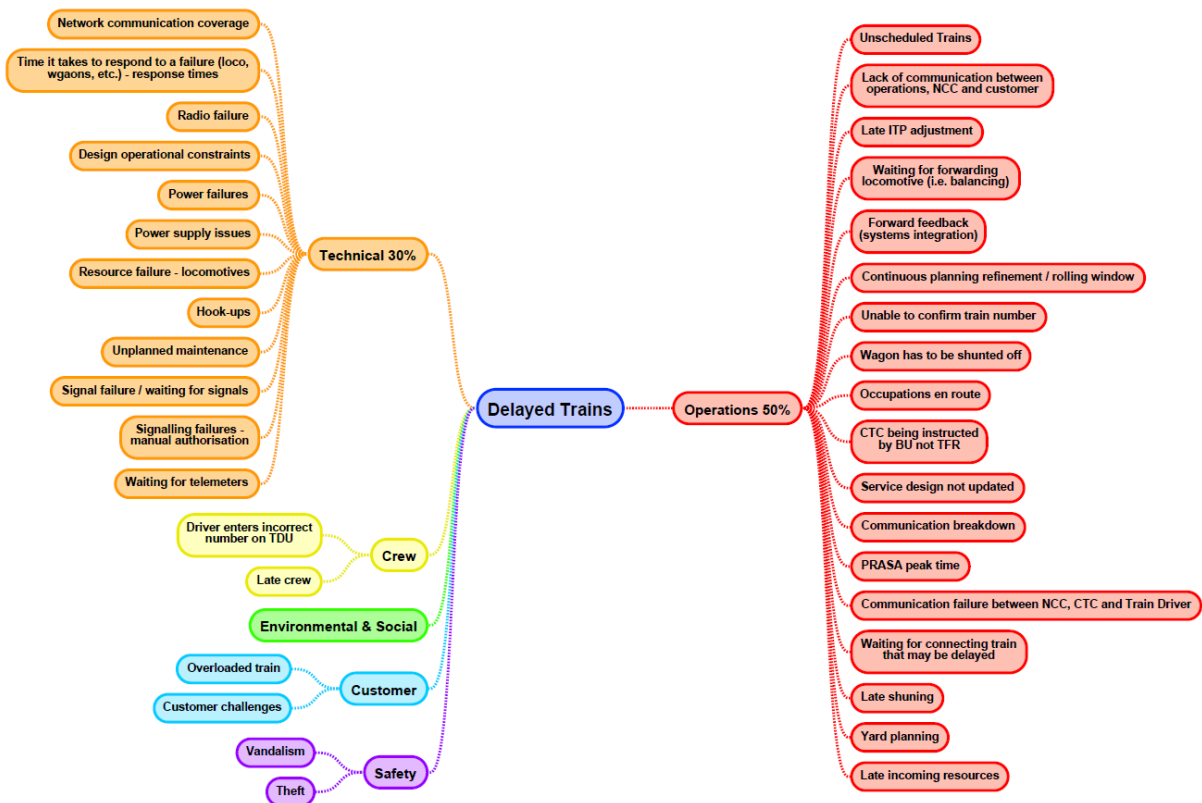 Delayed Trains
Technical 30%
Network communication coverage
Time it takes to respond to a failure (loco,
wgaons, etc.) - response times
Radio failure
Design operational constraints
Power failures
Power supply issues
Resource failure - locomotives
Hook-ups
Unplanned maintenance
Signal failure / waiting for signals
Signalling failures -
manual authorisation
Waiting for telemeters
Crew
Driver enters incorrect
number on TDU
Late crew
Environmental & Social
Customer
Overloaded train
Customer challenges
Safety
Vandalism
Theft
Operations 50%
Unscheduled Trains
Lack of communication between
operations, NCC and customer
Late ITP adjustment
Waiting for forwarding
locomotive (i.e. balancing)
Forward feedback
(systems integration)
Continuous planning refinement / rolling window
Unable to confirm train number
Wagon has to be shunted off
Occupations en route
CTC being instructed
by BU not TFR
Service design not updated
Communication breakdown
PRASA peak time
Communication failure between NCC, CTC and Train Driver
Waiting for connecting train
that may be delayed
Late shuning
Yard planning
Late incoming resources